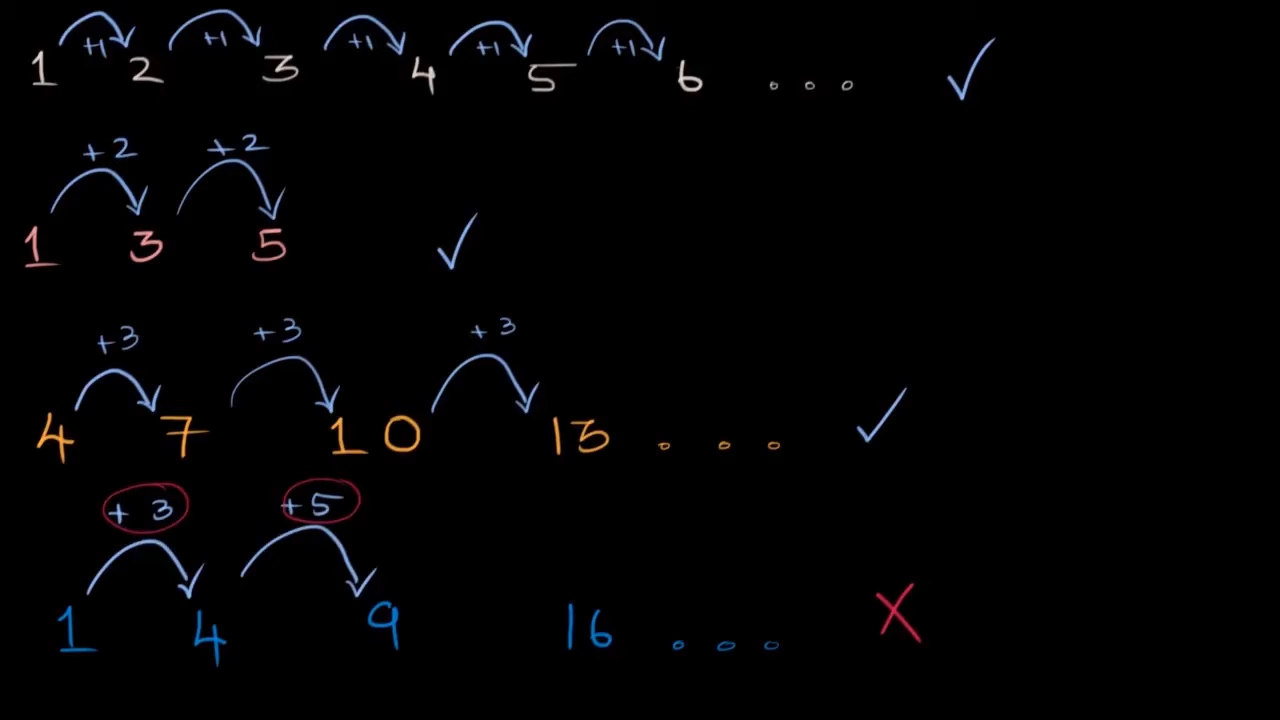 +1 +1 +1 +1 +1
1 2 3 4 5 6 . . . ✓
+2 +2
1 3 5 ✓
+3 +3 +3
4 7 10 13 . . . ✓
+3 +5
1 4 9 16 . . . X